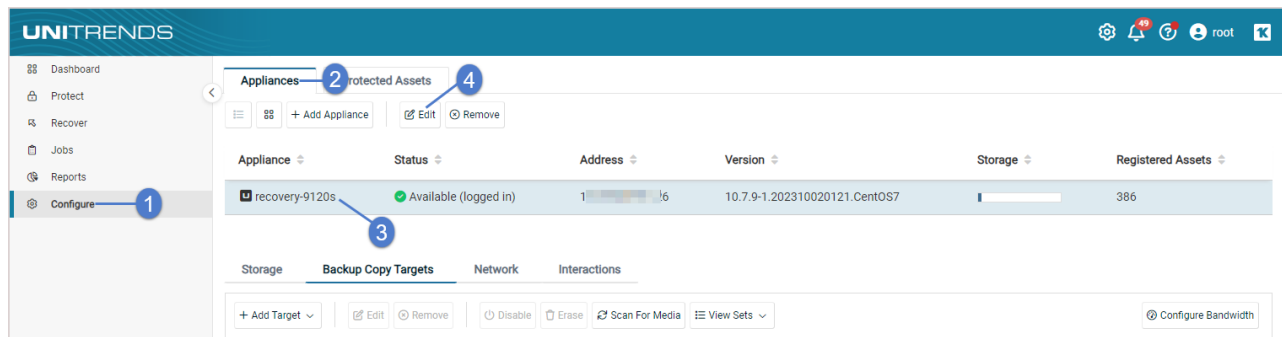 UNITRENDS
49
root
Dashboard
Protect
Recover
Jobs
Reports
Configure
1
Appliances
2
Protected Assets
4
+ Add Appliance
Edit
Remove
Appliance
Status
Address
Version
Storage
Registered Assets
recovery-9120s
Available (logged in)
10.7.9-1.202310020121.CentOS7
386
3
Storage
Backup Copy Targets
Network
Interactions
+ Add Target
Edit
Remove
Disable
Erase
Scan For Media
View Sets
Configure Bandwidth